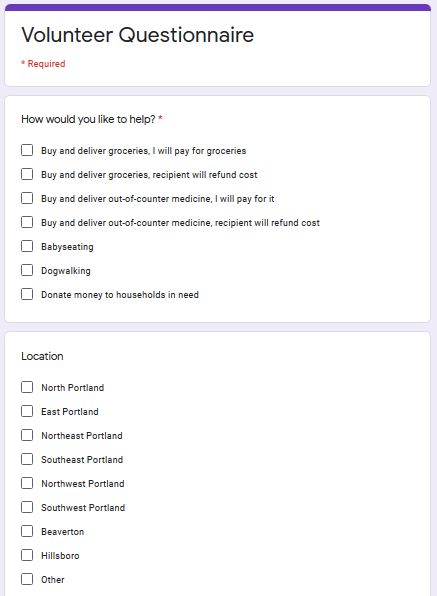 Volunteer Questionnaire
* Required
How would you like to help? *
Buy and deliver groceries, I will pay for groceries
Buy and deliver groceries, recipient will refund cost
Buy and deliver out-of-counter medicine, I will pay for it
Buy and deliver out-of-counter medicine, recipient will refund cost
Babyseating
Dogwalking
Donate money to households in need
Location
North Portland
East Portland
Northeast Portland
Southeast Portland
Northwest Portland
Southwest Portland
Beaverton
Hillsboro
Other